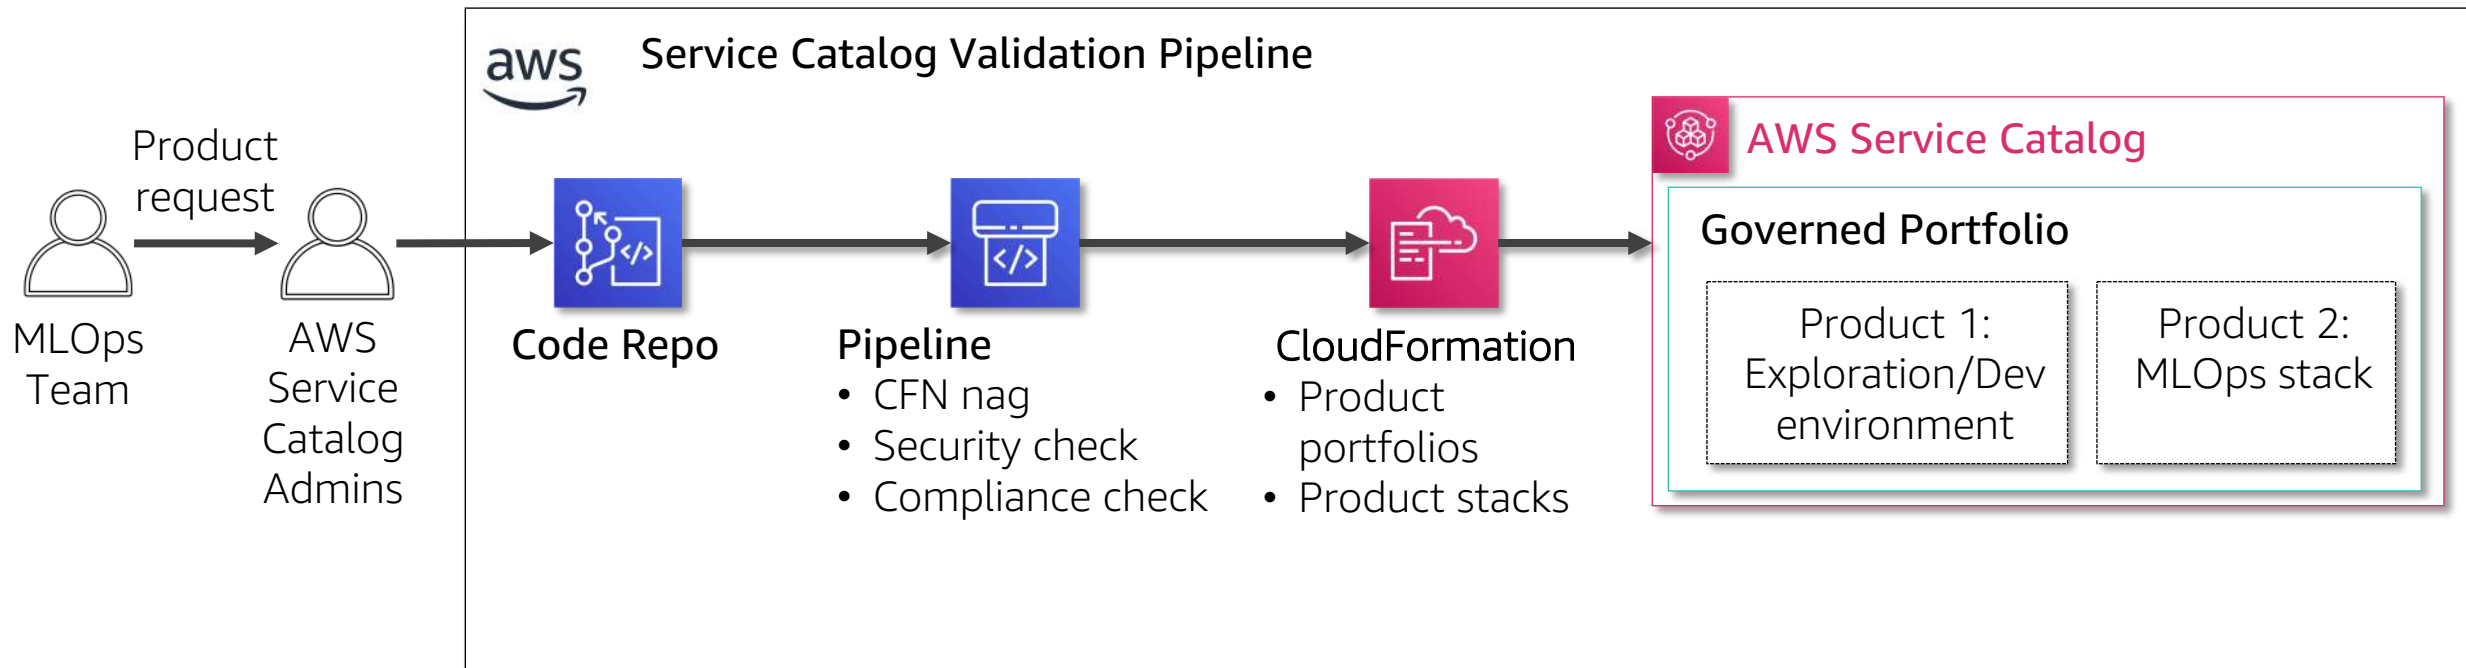 aws
Service Catalog Validation Pipeline
Product
request
MLOps
Team
AWS
Service
Catalog
Admins
</>
Code Repo
</>
Pipeline
• CFN nag
• Security check
• Compliance check
CloudFormation
• Product
portfolios
• Product stacks
AWS Service Catalog
Governed Portfolio
Product 1:
Exploration/Dev
environment
Product 2:
MLOps stack